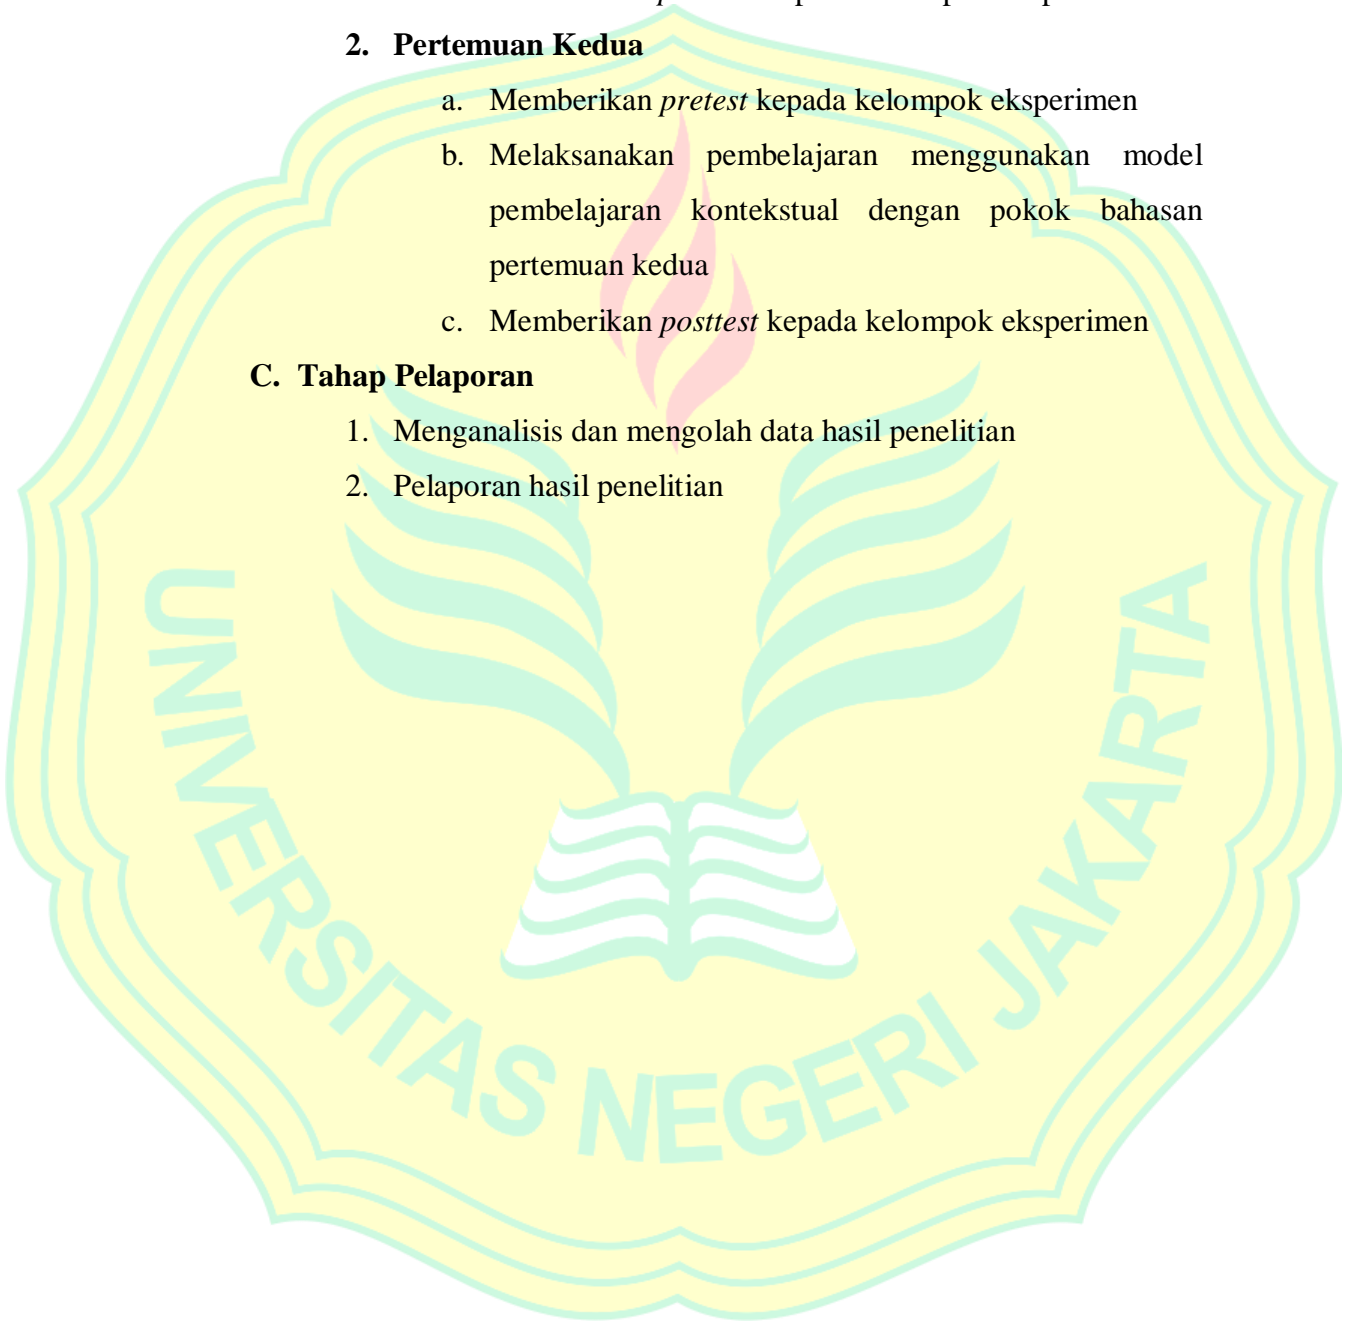 2. Pertemuan Kedua
a. Memberikan pretest kepada kelompok eksperimen
b. Melaksanakan pembelajaran menggunakan model
pembelajaran kontekstual dengan pokok bahasan
pertemuan kedua
c. Memberikan posttest kepada kelompok eksperimen
C. Tahap Pelaporan
1. Menganalisis dan mengolah data hasil penelitian
2. Pelaporan hasil penelitian
UNIVERSITAS NEGERI JAKARTA